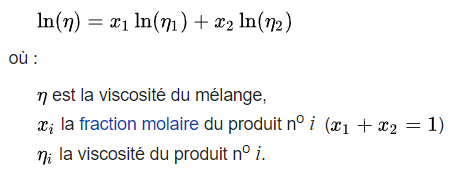 ln(η) = x₁ ln(η₁) + x₂ ln(η₂)
où :
η est la viscosité du mélange,
xᵢ la fraction molaire du produit nᵒ i (x₁ + x₂ = 1)
ηᵢ la viscosité du produit nᵒ i.